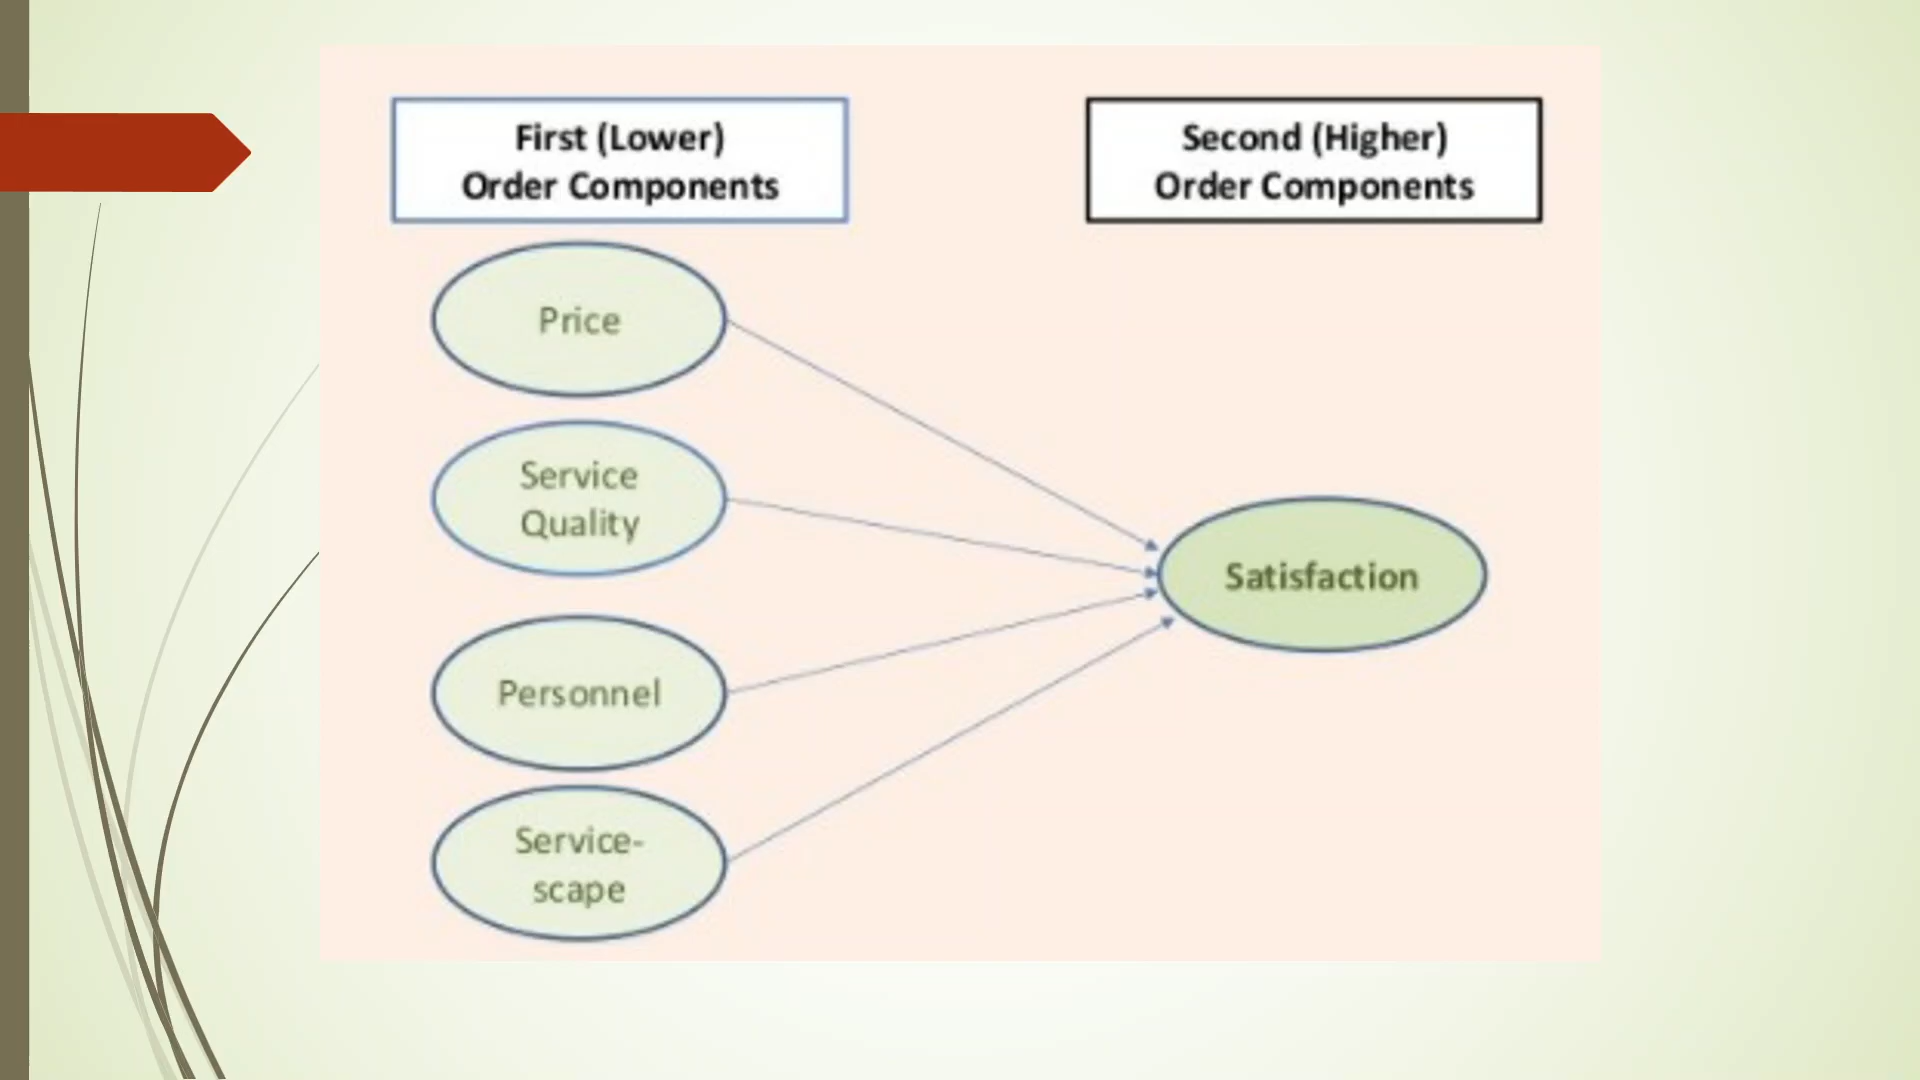 First (Lower)
Order Components
Second (Higher)
Order Components
Price
Service
Quality
Personnel
Service-
scape
Satisfaction